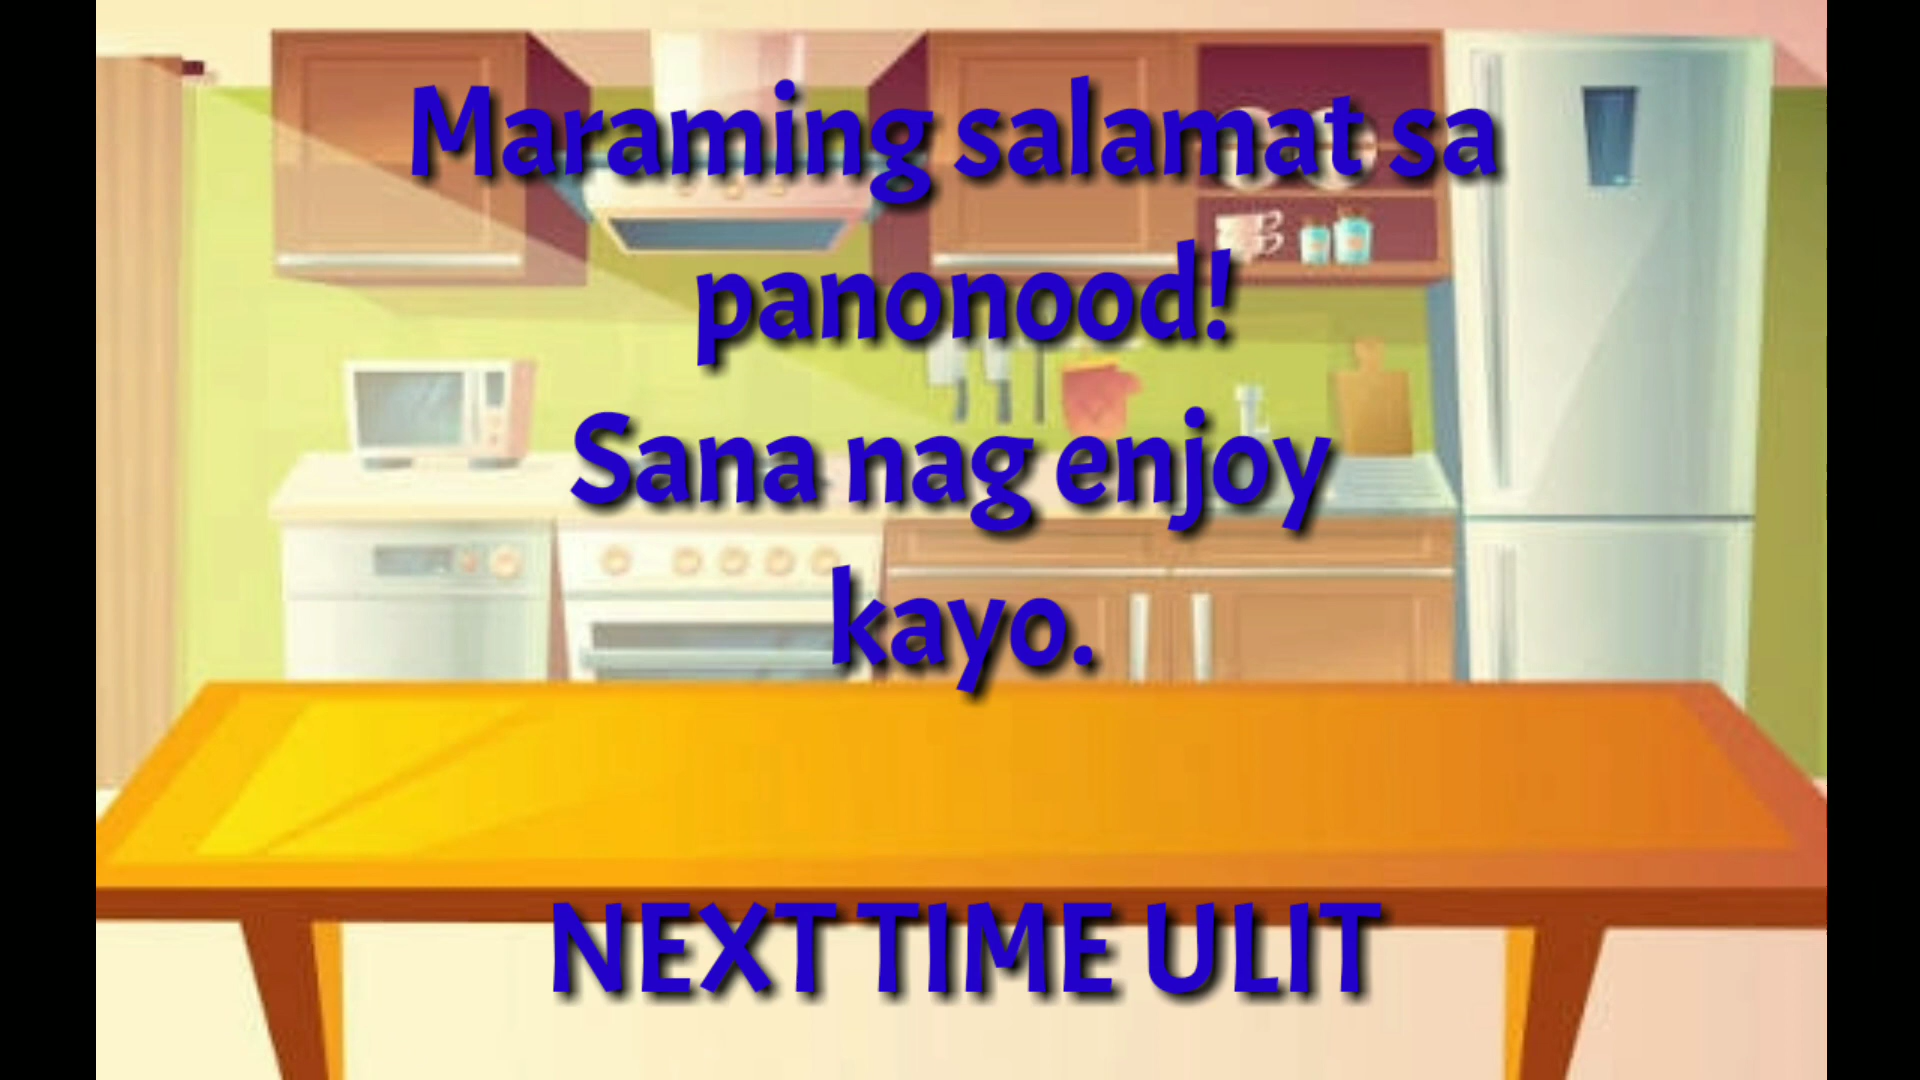 Maraming salamat sa
panonood!
Sana nag enjoy
kayo.
NEXT TIME ULIT